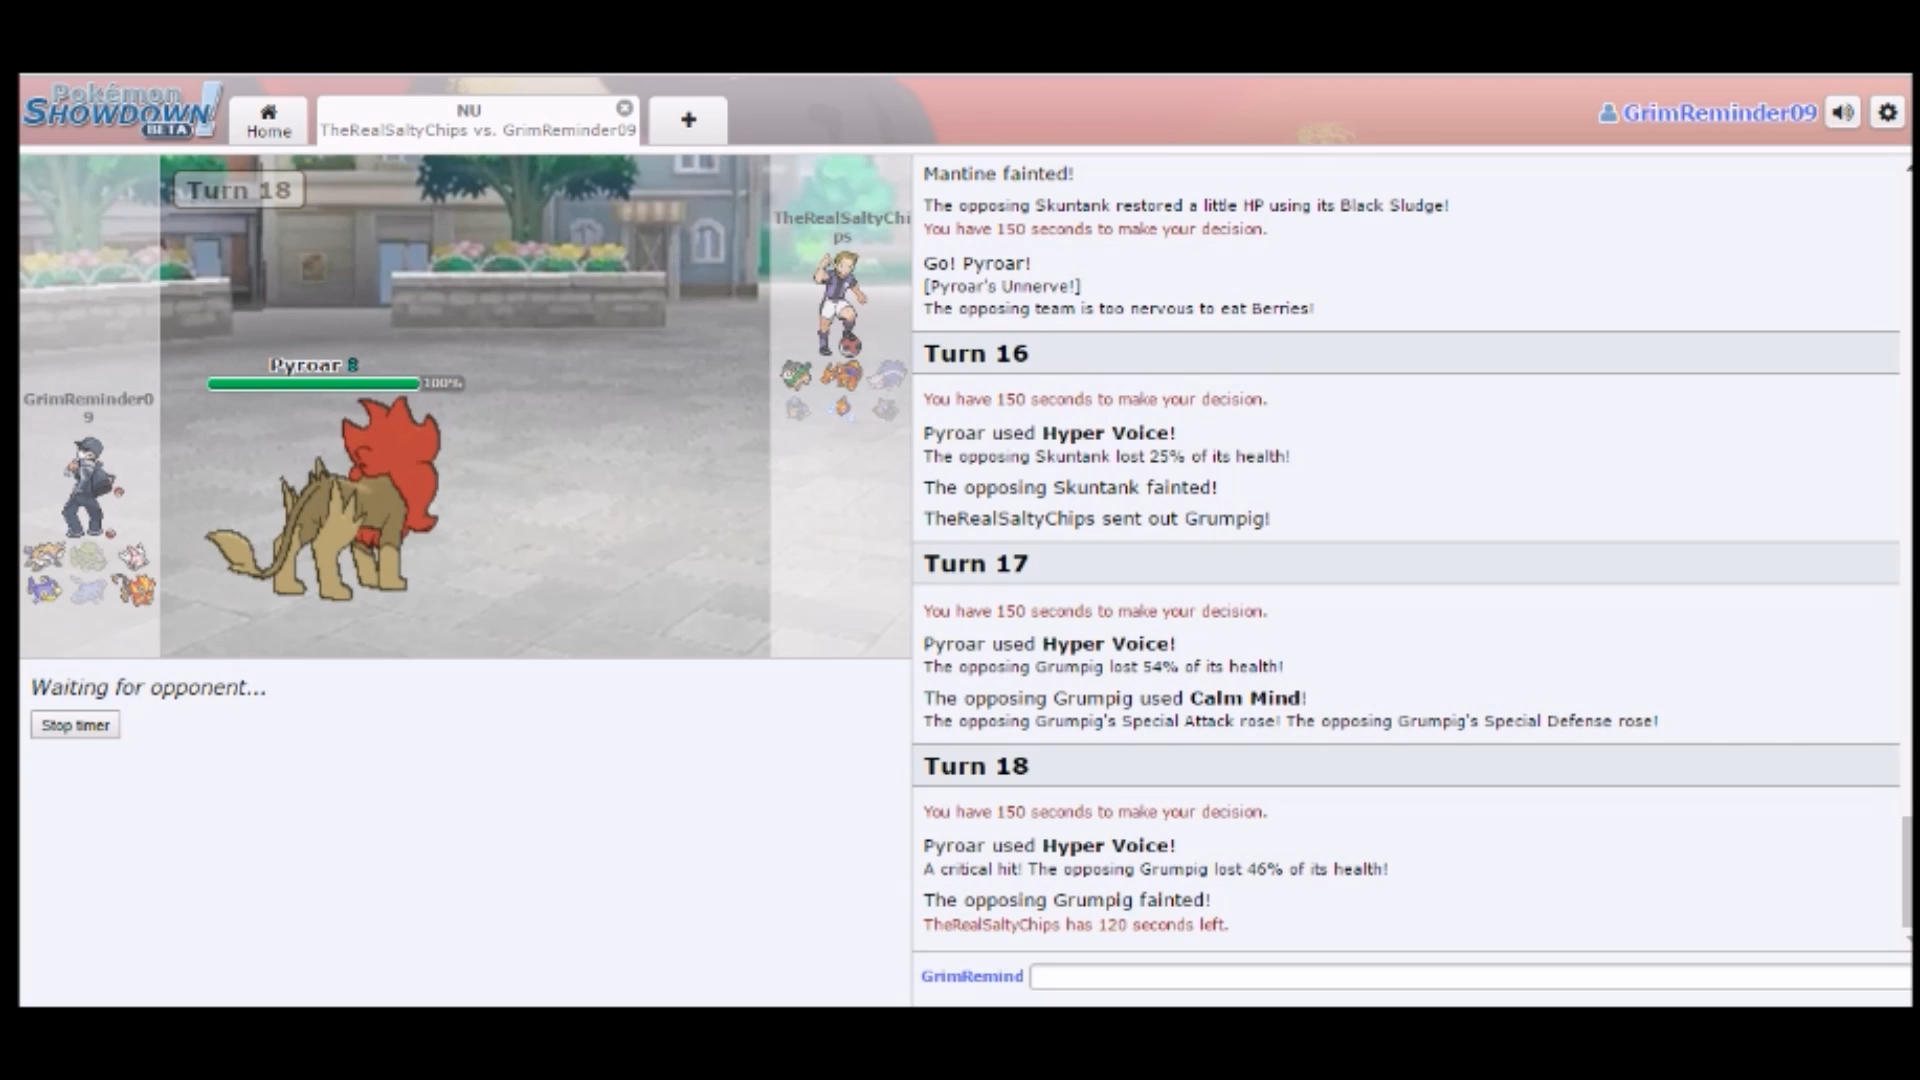 Pokémon
SHOWDOWN!
BETA
Home
NU
TheRealSaltyChips vs. GrimReminder09
+
GrimReminder09
Turn 18
TheRealSaltyChi
ps
Pyroar 8
100%
GrimReminder0
9
Waiting for opponent...
Stop timer
Mantine fainted!
The opposing Skuntank restored a little HP using its Black Sludge!
You have 150 seconds to make your decision.
Go! Pyroar!
[Pyroar's Unnerve!]
The opposing team is too nervous to eat Berries!
Turn 16
You have 150 seconds to make your decision.
Pyroar used Hyper Voice!
The opposing Skuntank lost 25% of its health!
The opposing Skuntank fainted!
TheRealSaltyChips sent out Grumpig!
Turn 17
You have 150 seconds to make your decision.
Pyroar used Hyper Voice!
The opposing Grumpig lost 54% of its health!
The opposing Grumpig used Calm Mind!
The opposing Grumpig's Special Attack rose! The opposing Grumpig's Special Defense rose!
Turn 18
You have 150 seconds to make your decision.
Pyroar used Hyper Voice!
A critical hit! The opposing Grumpig lost 46% of its health!
The opposing Grumpig fainted!
TheRealSaltyChips has 120 seconds left.
GrimRemind